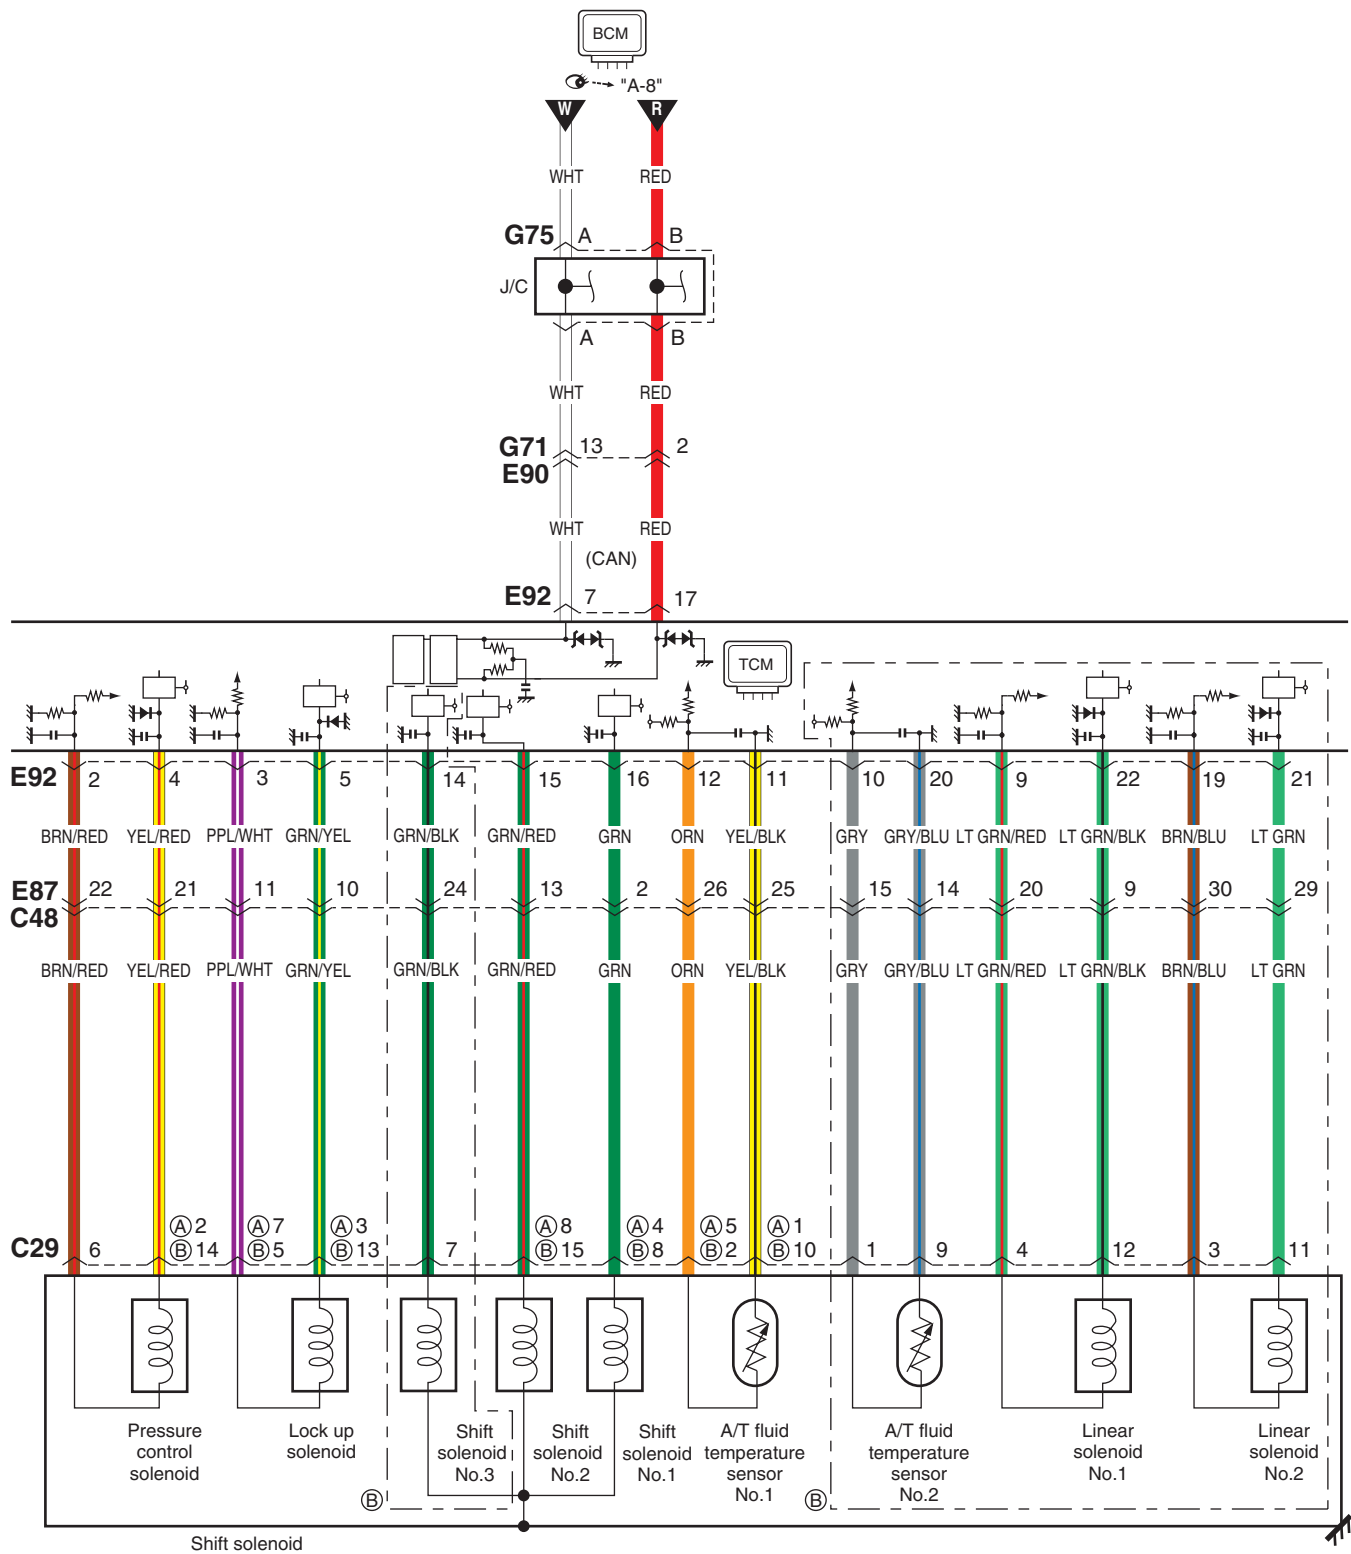 BCM
"A-8"
W R
WHT RED
G75 A B
J/C
A B
WHT RED
G71 13 2
E90
WHT RED
(CAN)
E92 7 17
TCM
E92 2 4 3 5 14 15 16 12 11 10 20 9 22 19 21
BRN/RED YEL/RED PPL/WHT GRN/YEL GRN/BLK GRN/RED GRN ORN YEL/BLK GRY GRY/BLU LT GRN/RED LT GRN/BLK BRN/BLU LT GRN
E87 22 21 11 10 24 13 2 26 25 15 14 20 9 30 29
C48
BRN/RED YEL/RED PPL/WHT GRN/YEL GRN/BLK GRN/RED GRN ORN YEL/BLK GRY GRY/BLU LT GRN/RED LT GRN/BLK BRN/BLU LT GRN
Ⓐ2 Ⓐ7 Ⓐ3 Ⓐ8 Ⓐ4 Ⓐ5 Ⓐ1
C29 6 Ⓑ14 Ⓑ5 Ⓑ13 7 Ⓑ15 Ⓑ8 Ⓑ2 Ⓑ10 1 9 4 12 3 11
Pressure
control
solenoid
Lock up
solenoid
Shift
solenoid
No.3
Shift
solenoid
No.2
Shift
solenoid
No.1
A/T fluid
temperature
sensor
No.1
A/T fluid
temperature
sensor
No.2
Linear
solenoid
No.1
Linear
solenoid
No.2
Ⓑ Ⓑ
Shift solenoid